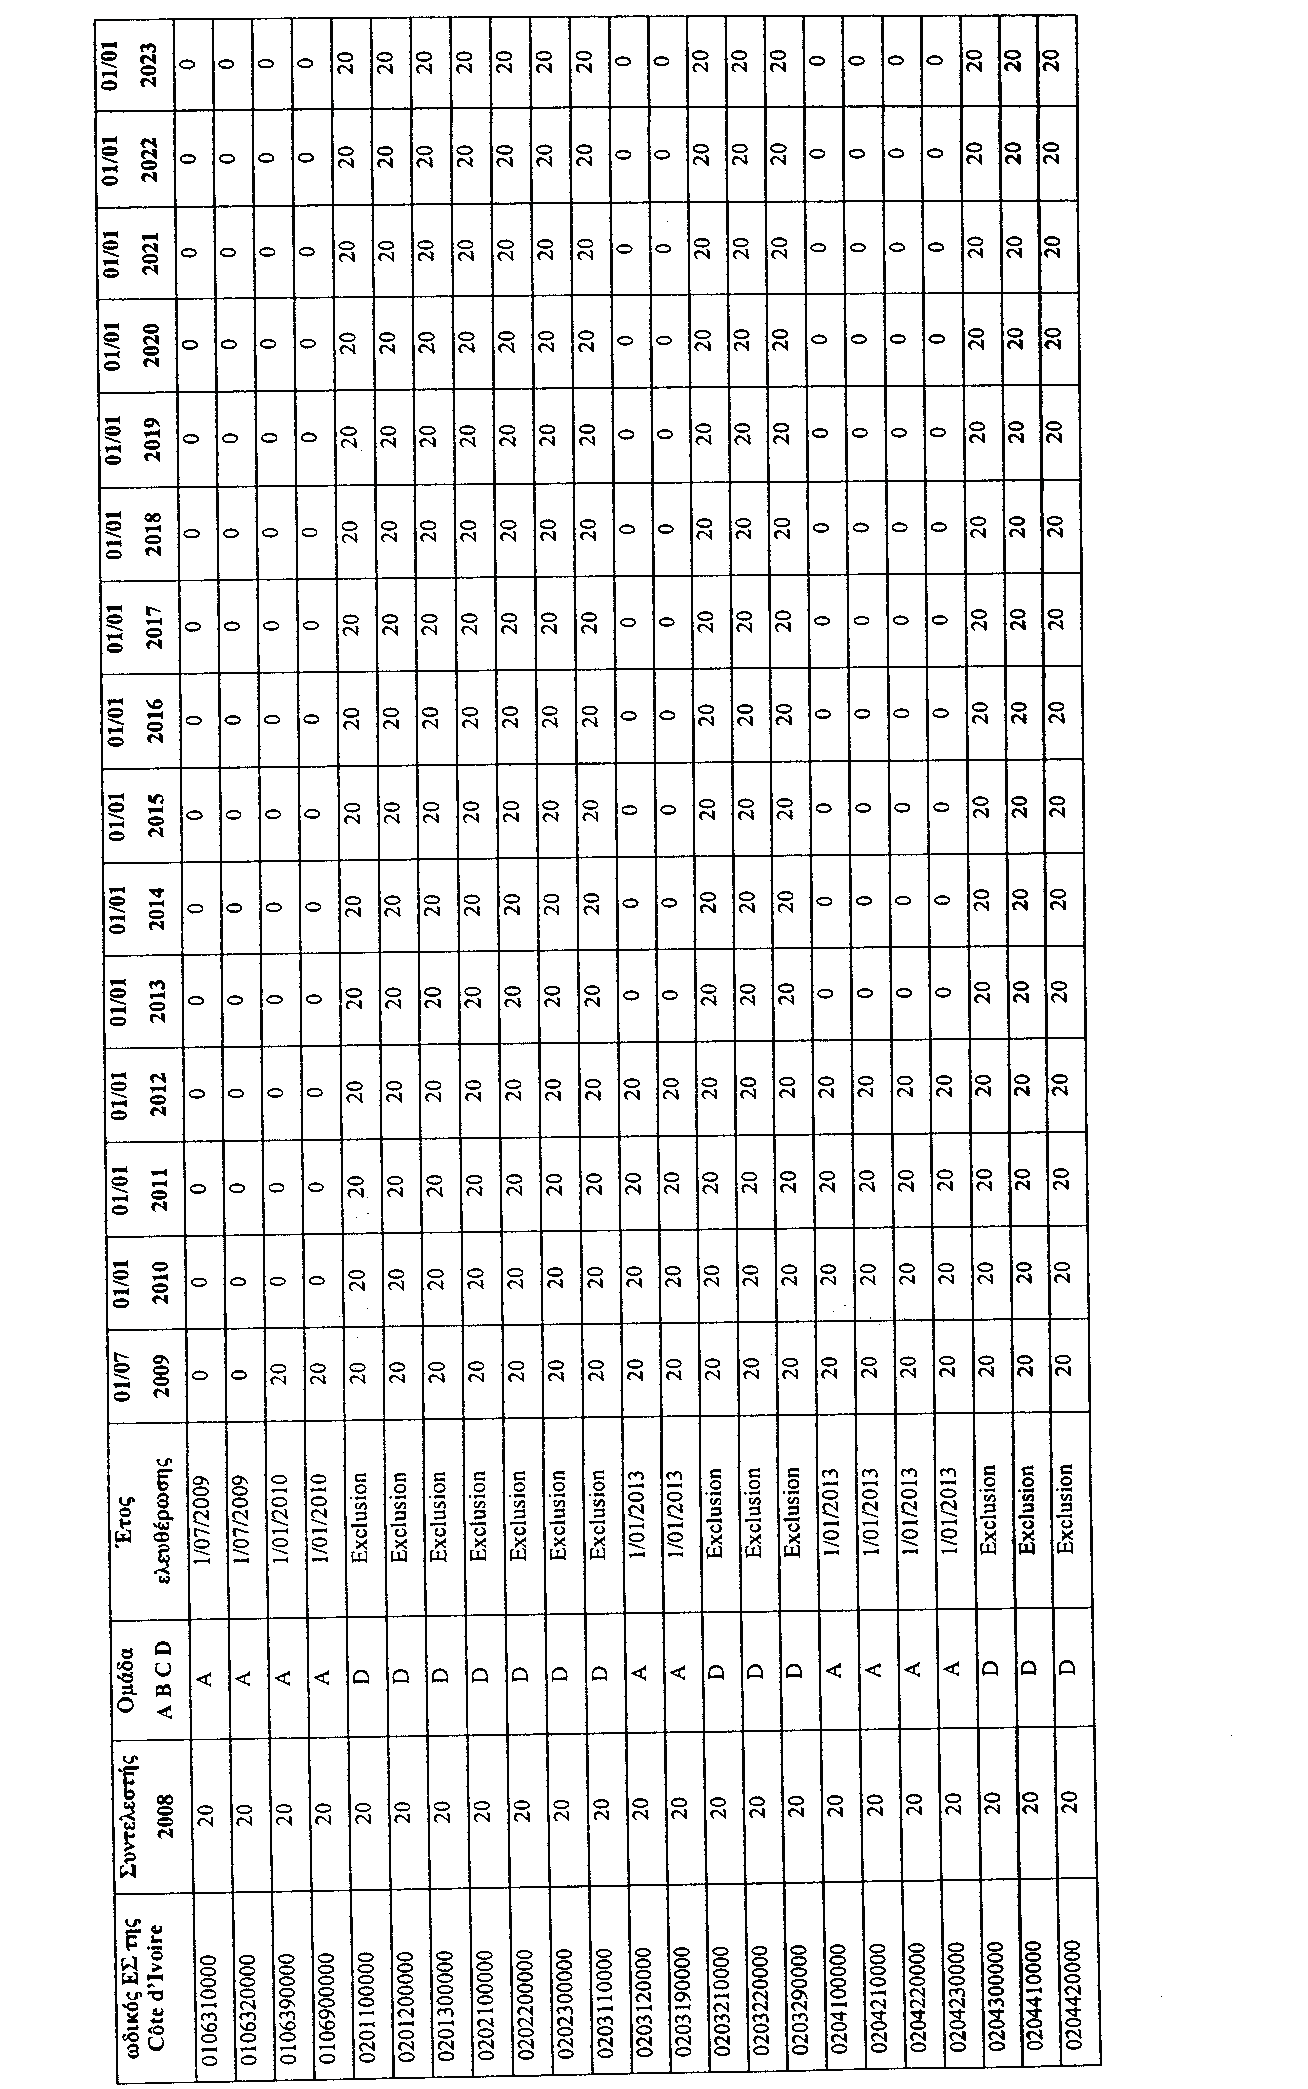 ωδικός ΕΣ της Συντελεστής Ομάδα Έτος 01/07 01/01 01/01 01/01 01/01 01/01 01/01 01/01 01/01 01/01 01/01 01/01 01/01 01/01 01/01
Côte d'Ivoire 2008 A B C D ελευθέρωσης 2009 2010 2011 2012 2013 2014 2015 2016 2017 2018 2019 2020 2021 2022 2023
0106310000 20 A 1/07/2009 0 0 0 0 0 0 0 0 0 0 0 0 0 0 0
0106320000 20 A 1/07/2009 0 0 0 0 0 0 0 0 0 0 0 0 0 0 0
0106390000 20 A 1/01/2010 20 0 0 0 0 0 0 0 0 0 0 0 0 0 0
0106900000 20 A 1/01/2010 20 0 0 0 0 0 0 0 0 0 0 0 0 0 0
0201100000 20 D Exclusion 20 20 20 20 20 20 20 20 20 20 20 20 20 20 20
0201200000 20 D Exclusion 20 20 20 20 20 20 20 20 20 20 20 20 20 20 20
0201300000 20 D Exclusion 20 20 20 20 20 20 20 20 20 20 20 20 20 20 20
0202100000 20 D Exclusion 20 20 20 20 20 20 20 20 20 20 20 20 20 20 20
0202200000 20 D Exclusion 20 20 20 20 20 20 20 20 20 20 20 20 20 20 20
0202300000 20 D Exclusion 20 20 20 20 20 20 20 20 20 20 20 20 20 20 20
0203110000 20 D Exclusion 20 20 20 20 20 20 20 20 20 20 20 20 20 20 20
0203120000 20 A 1/01/2013 20 20 20 20 0 0 0 0 0 0 0 0 0 0 0
0203190000 20 A 1/01/2013 20 20 20 20 0 0 0 0 0 0 0 0 0 0 0
0203210000 20 D Exclusion 20 20 20 20 20 20 20 20 20 20 20 20 20 20 20
0203220000 20 D Exclusion 20 20 20 20 20 20 20 20 20 20 20 20 20 20 20
0203290000 20 D Exclusion 20 20 20 20 20 20 20 20 20 20 20 20 20 20 20
0204100000 20 A 1/01/2013 20 20 20 20 0 0 0 0 0 0 0 0 0 0 0
0204210000 20 A 1/01/2013 20 20 20 20 0 0 0 0 0 0 0 0 0 0 0
0204220000 20 A 1/01/2013 20 20 20 20 0 0 0 0 0 0 0 0 0 0 0
0204230000 20 A 1/01/2013 20 20 20 20 0 0 0 0 0 0 0 0 0 0 0
0204300000 20 D Exclusion 20 20 20 20 20 20 20 20 20 20 20 20 20 20 20
0204410000 20 D Exclusion 20 20 20 20 20 20 20 20 20 20 20 20 20 20 20
0204420000 20 D Exclusion 20 20 20 20 20 20 20 20 20 20 20 20 20 20 20